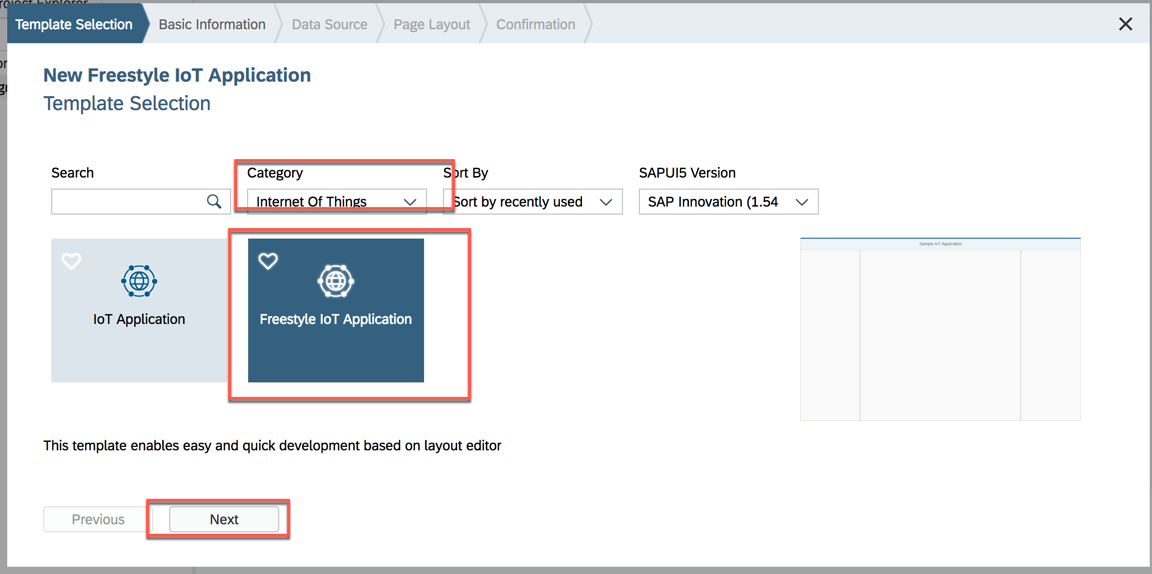 Project Explorer
Template Selection
Basic Information
Data Source
Page Layout
Confirmation
New Freestyle IoT Application
Template Selection
Search
Category
Sort By
SAPUI5 Version
Internet Of Things
Sort by recently used
SAP Innovation (1.54
Sample IoT Application
IoT Application
Freestyle IoT Application
This template enables easy and quick development based on layout editor
Previous
Next